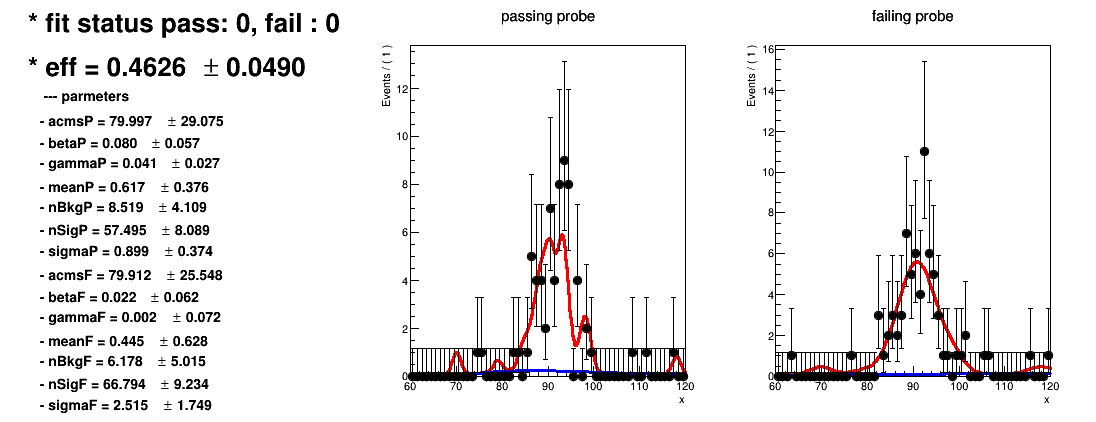 * fit status pass: 0, fail : 0
* eff = 0.4626 ± 0.0490
--- parmeters
- acmsP = 79.997 ± 29.075
- betaP = 0.080 ± 0.057
- gammaP = 0.041 ± 0.027
- meanP = 0.617 ± 0.376
- nBkgP = 8.519 ± 4.109
- nSigP = 57.495 ± 8.089
- sigmaP = 0.899 ± 0.374
- acmsF = 79.912 ± 25.548
- betaF = 0.022 ± 0.062
- gammaF = 0.002 ± 0.072
- meanF = 0.445 ± 0.628
- nBkgF = 6.178 ± 5.015
- nSigF = 66.794 ± 9.234
- sigmaF = 2.515 ± 1.749
passing probe
Events / ( 1 )
12
10
8
6
4
2
0
60 70 80 90 100 110 120
x
failing probe
Events / ( 1 )
16
14
12
10
8
6
4
2
0
60 70 80 90 100 110 120
x